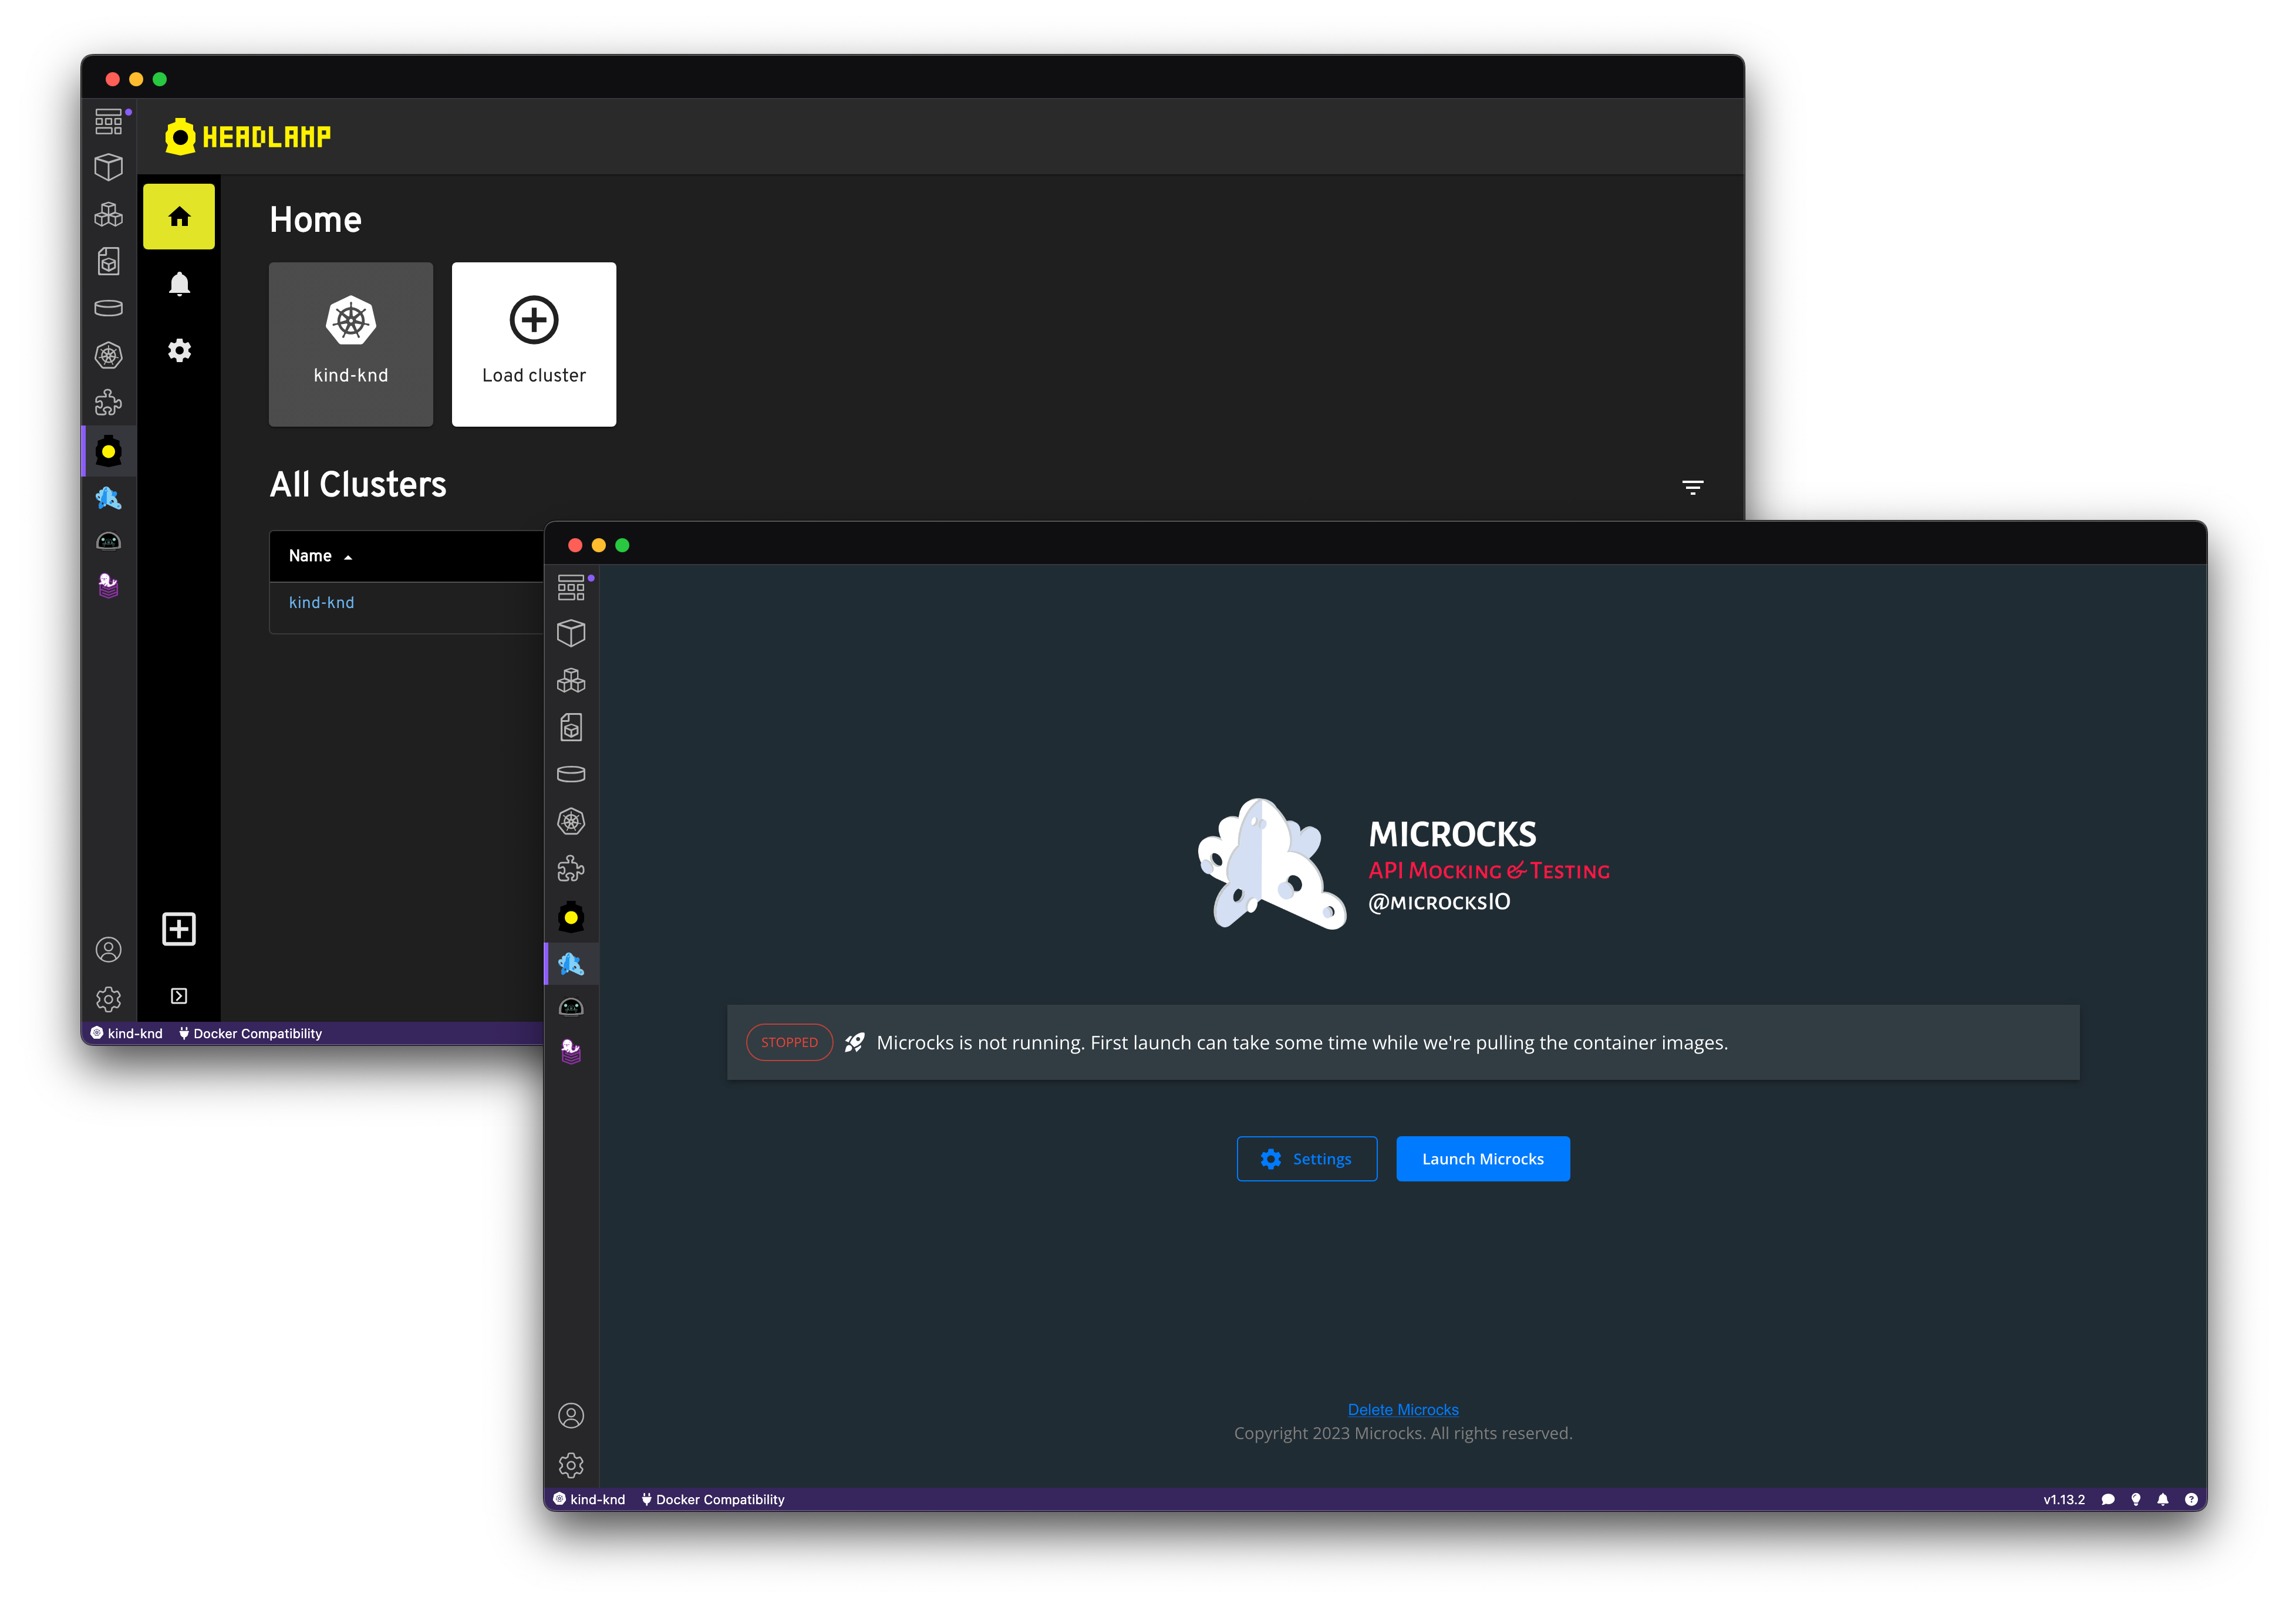 HEADLAMP
Home
kind-knd
Load cluster
All Clusters
Name
kind-knd
kind-knd Docker Compatibility
MICROCKS
API Mocking & Testing
@microcksIO
STOPPED Microcks is not running. First launch can take some time while we're pulling the container images.
Settings Launch Microcks
Delete Microcks
Copyright 2023 Microcks. All rights reserved.
kind-knd Docker Compatibility v1.13.2